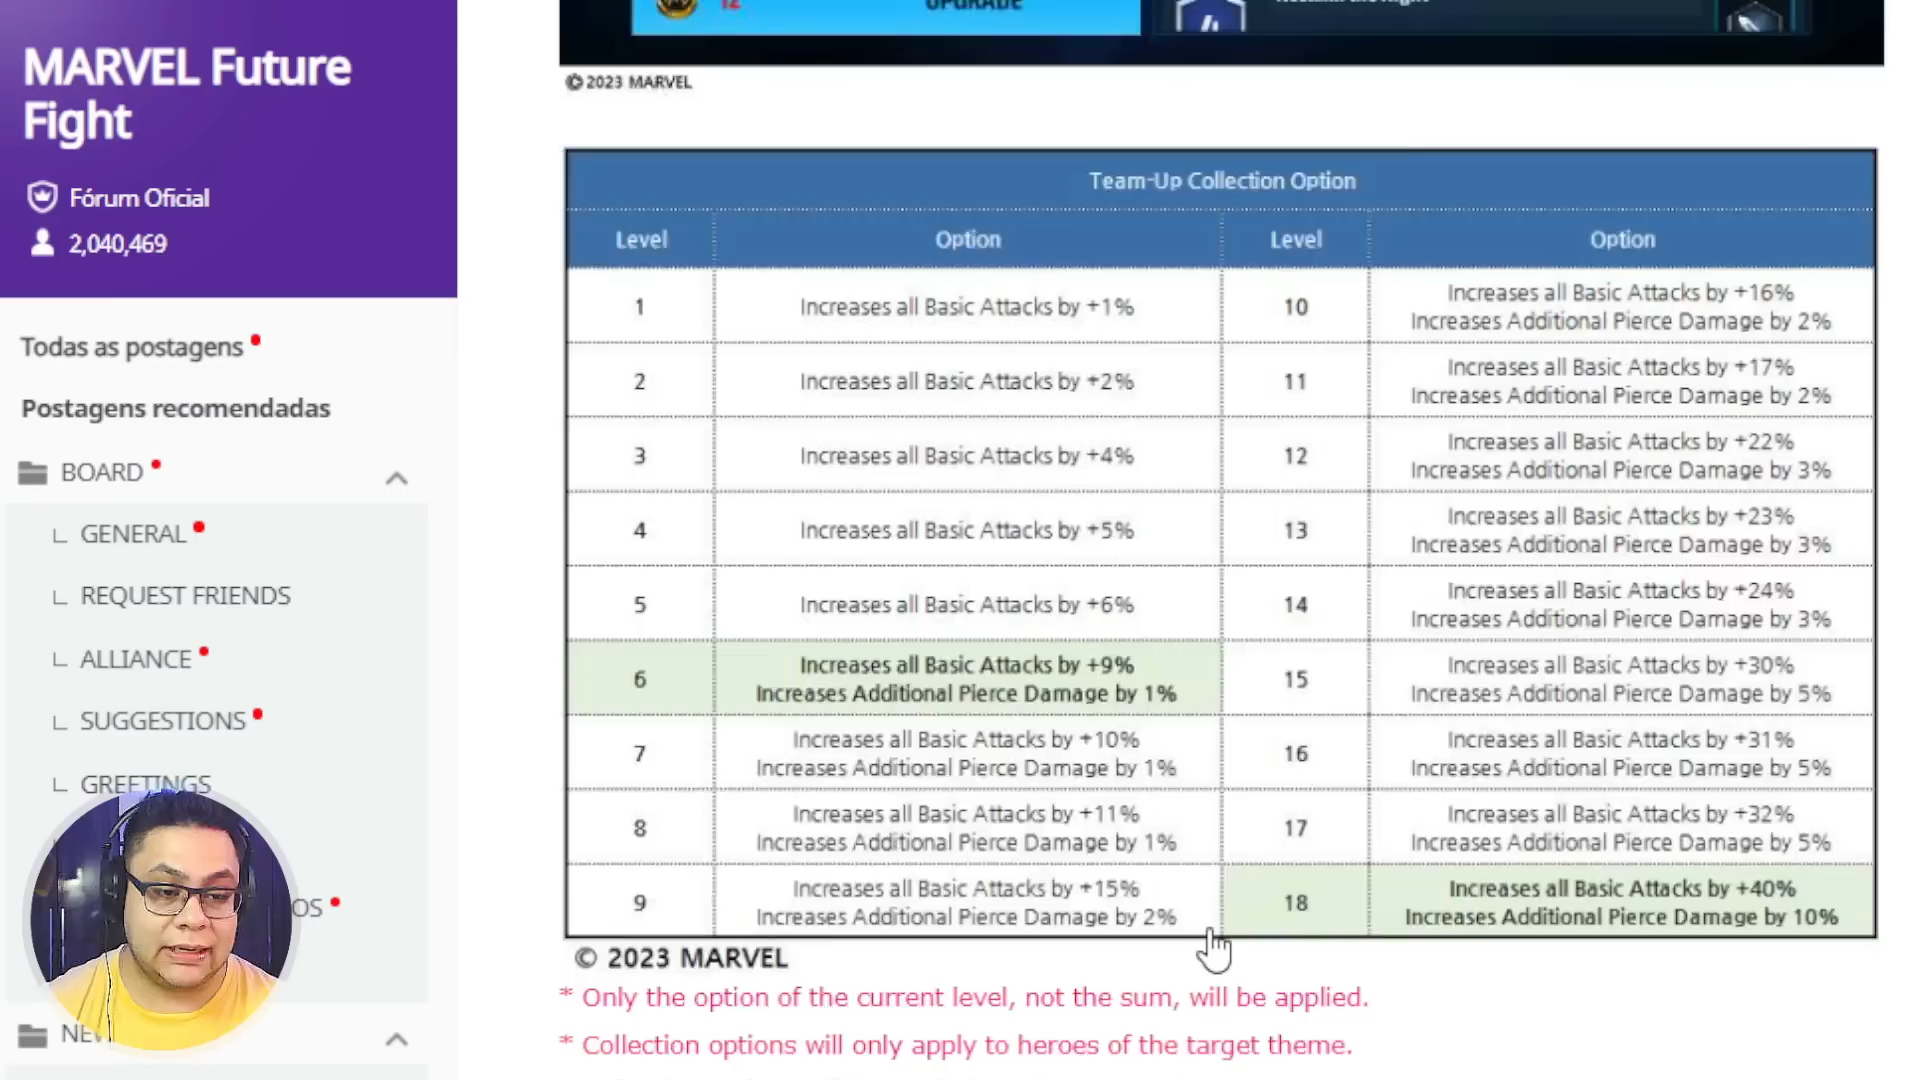 MARVEL Future
Fight
Fórum Oficial
2,040,469
Todas as postagens
Postagens recomendadas
BOARD
GENERAL
REQUEST FRIENDS
ALLIANCE
SUGGESTIONS
GREETINGS
OS
12
UPGRADE
4
© 2023 MARVEL
Team-Up Collection Option
Level Option Level Option
1 Increases all Basic Attacks by +1% 10 Increases all Basic Attacks by +16%
Increases Additional Pierce Damage by 2%
2 Increases all Basic Attacks by +2% 11 Increases all Basic Attacks by +17%
Increases Additional Pierce Damage by 2%
3 Increases all Basic Attacks by +4% 12 Increases all Basic Attacks by +22%
Increases Additional Pierce Damage by 3%
4 Increases all Basic Attacks by +5% 13 Increases all Basic Attacks by +23%
Increases Additional Pierce Damage by 3%
5 Increases all Basic Attacks by +6% 14 Increases all Basic Attacks by +24%
Increases Additional Pierce Damage by 3%
6 Increases all Basic Attacks by +9% 15 Increases all Basic Attacks by +30%
Increases Additional Pierce Damage by 1% Increases Additional Pierce Damage by 5%
7 Increases all Basic Attacks by +10% 16 Increases all Basic Attacks by +31%
Increases Additional Pierce Damage by 1% Increases Additional Pierce Damage by 5%
8 Increases all Basic Attacks by +11% 17 Increases all Basic Attacks by +32%
Increases Additional Pierce Damage by 1% Increases Additional Pierce Damage by 5%
9 Increases all Basic Attacks by +15% 18 Increases all Basic Attacks by +40%
Increases Additional Pierce Damage by 2% Increases Additional Pierce Damage by 10%
© 2023 MARVEL
* Only the option of the current level, not the sum, will be applied.
* Collection options will only apply to heroes of the target theme.